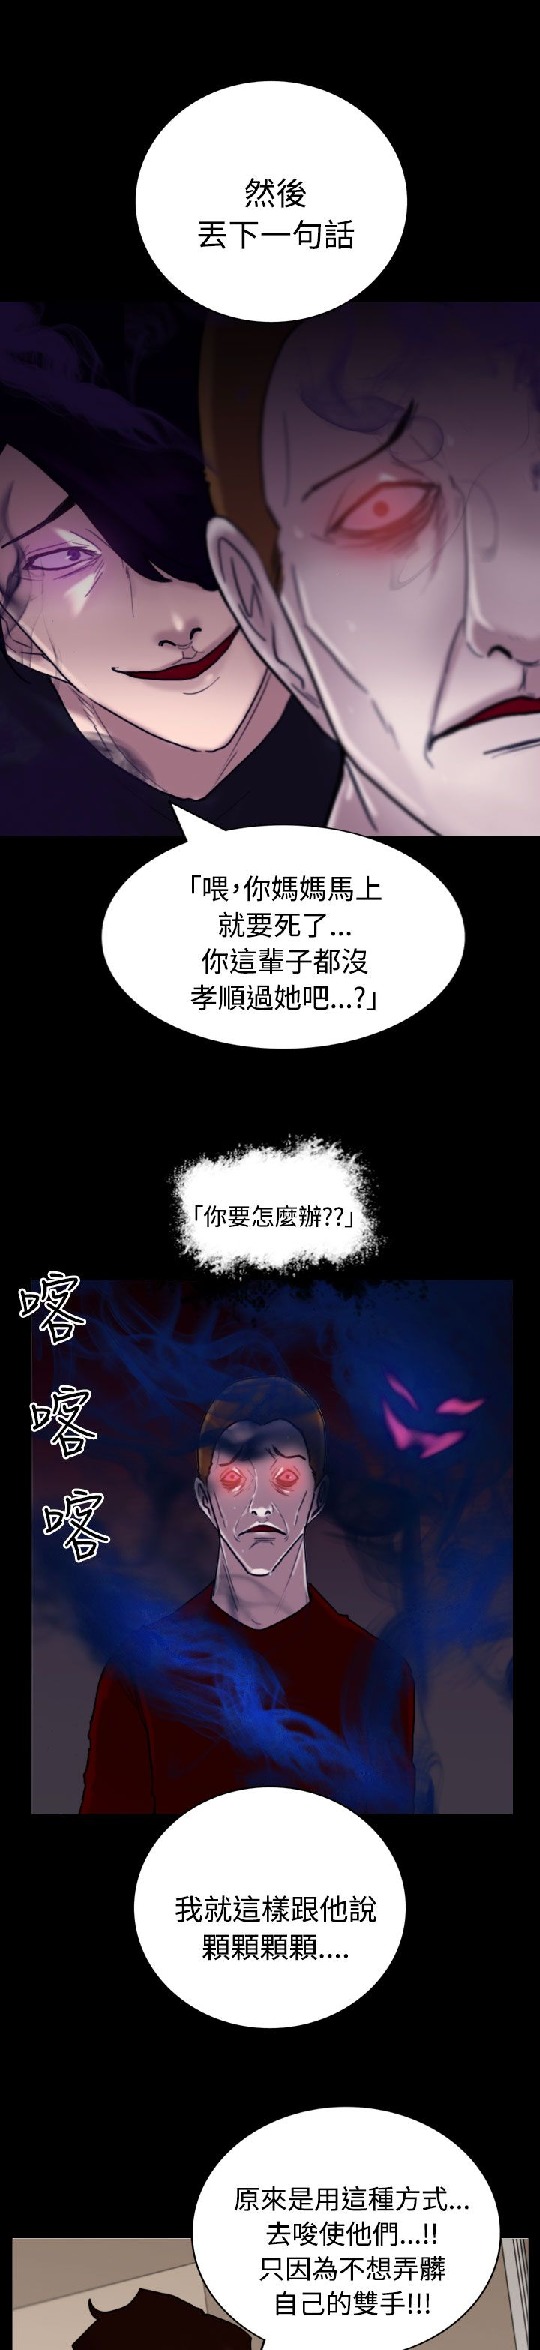 然後
丟下一句話
「喂,你媽媽馬上
就要死了...
你這輩子都沒
孝順過她吧...?」
「你要怎麼辦??」
喀
喀
喀
我就這樣跟他說
顆顆顆顆....
原來是用這種方式...
去唆使他們...!!
只因為不想弄髒
自己的雙手!!!